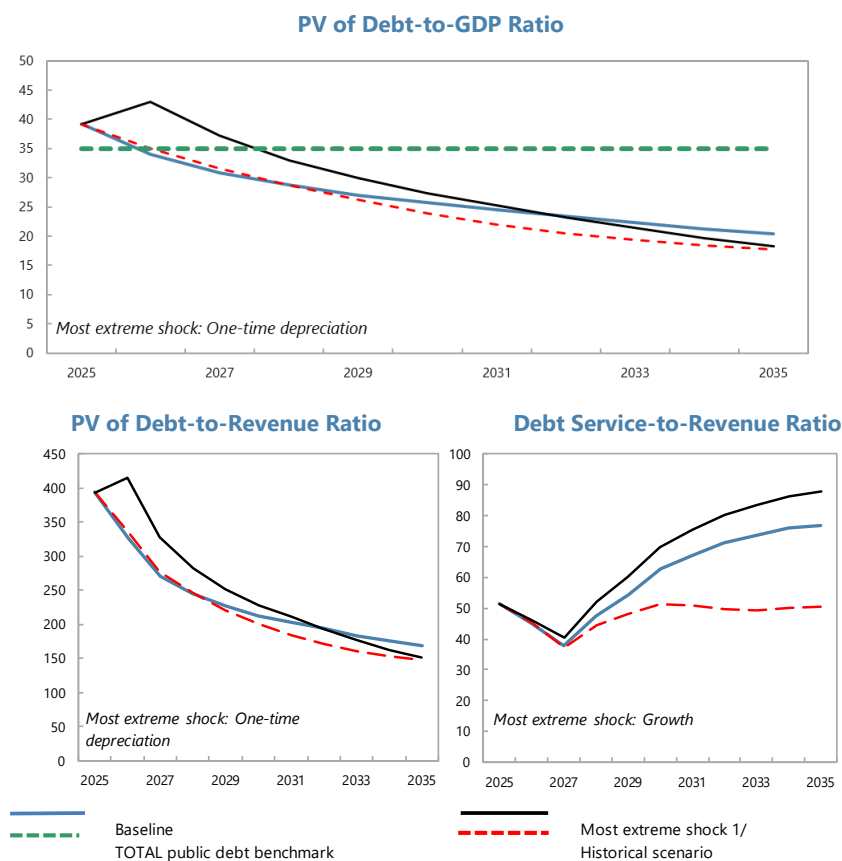 PV of Debt-to-GDP Ratio
50
45
40
35
30
25
20
15
10
5
0
Most extreme shock: One-time depreciation
2025 2027 2029 2031 2033 2035
PV of Debt-to-Revenue Ratio
450
400
350
300
250
200
150
100
50
0
Most extreme shock: One-time
depreciation
2025 2027 2029 2031 2033 2035
Debt Service-to-Revenue Ratio
100
90
80
70
60
50
40
30
20
10
0
Most extreme shock: Growth
2025 2027 2029 2031 2033 2035
Baseline
TOTAL public debt benchmark
Most extreme shock 1/
Historical scenario